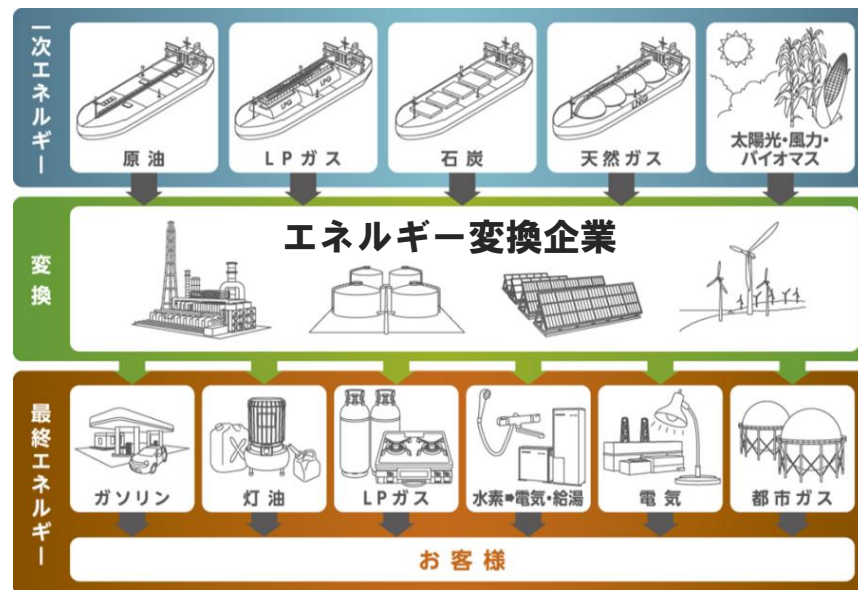 一次エネルギー
原油
LPG
LPガス
石炭
LNG
天然ガス
太陽光・風力・
バイオマス
変換
エネルギー変換企業
最終エネルギー
ガソリン
灯油
LPガス
水素➡電気・給湯
電気
都市ガス
お客様